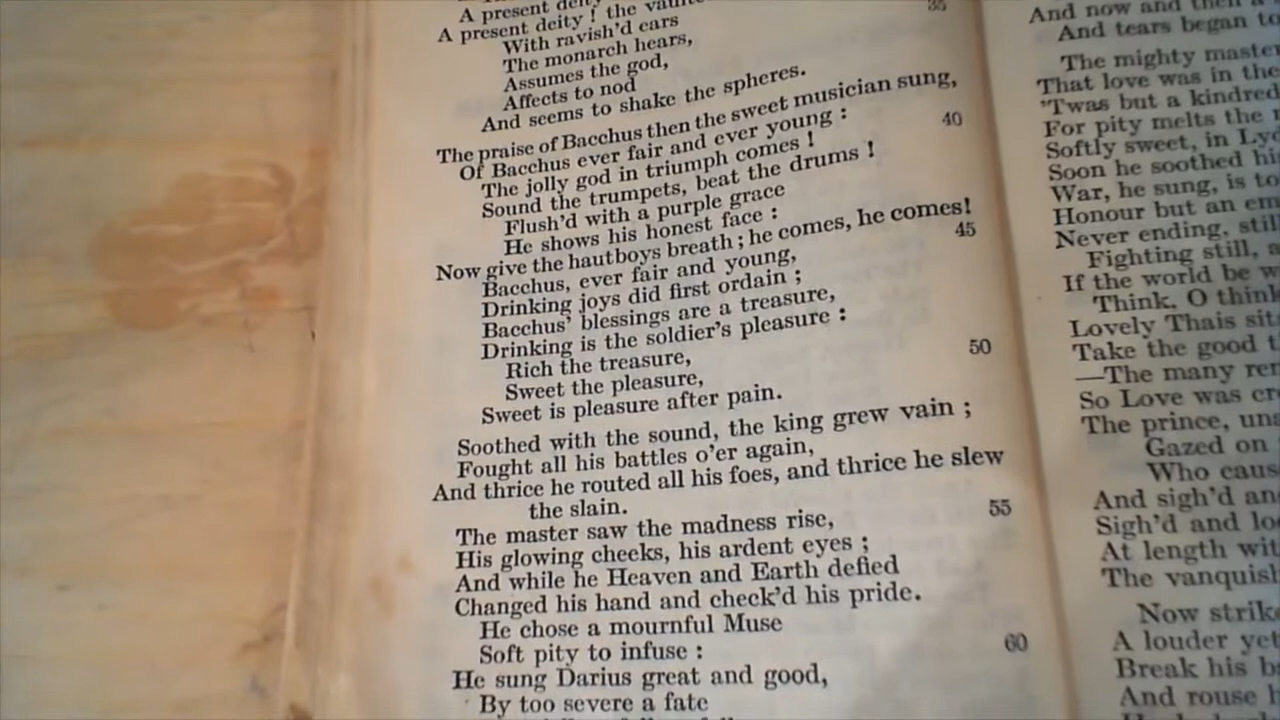 A present deity
A present deity ! the
35
With ravish'd ears
The monarch hears,
Assumes the god,
Affects to nod
And seems to shake the spheres.
The praise of Bacchus then the sweet musician sung,
Of Bacchus ever fair and ever young :
40
The jolly god in triumph comes !
Sound the trumpets, beat the drums !
Flush'd with a purple grace
He shows his honest face :
Now give the hautboys breath ; he comes, he comes!
45
Bacchus, ever fair and young,
Drinking joys did first ordain ;
Bacchus' blessings are a treasure,
Drinking is the soldier's pleasure :
Rich the treasure,
50
Sweet the pleasure,
Sweet is pleasure after pain.
Soothed with the sound, the king grew vain ;
Fought all his battles o'er again,
And thrice he routed all his foes, and thrice he slew
the slain.
55
The master saw the madness rise,
His glowing cheeks, his ardent eyes ;
And while he Heaven and Earth defied
Changed his hand and check'd his pride.
He chose a mournful Muse
60
Soft pity to infuse :
He sung Darius great and good,
By too severe a fate
And now and then a
And tears began to
The mighty master
That love was in the
'Twas but a kindred
For pity melts the
Softly sweet, in
Soon he soothed his
War, he sung, is
Honour but an
Never ending, still
Fighting still,
If the world be
Think, O think
Lovely Thais
Take the good
—The many
So Love was
The prince,
Gazed on
Who
And sigh'd
Sigh'd and
At length
The
Now
A louder yet
Break his
And rouse